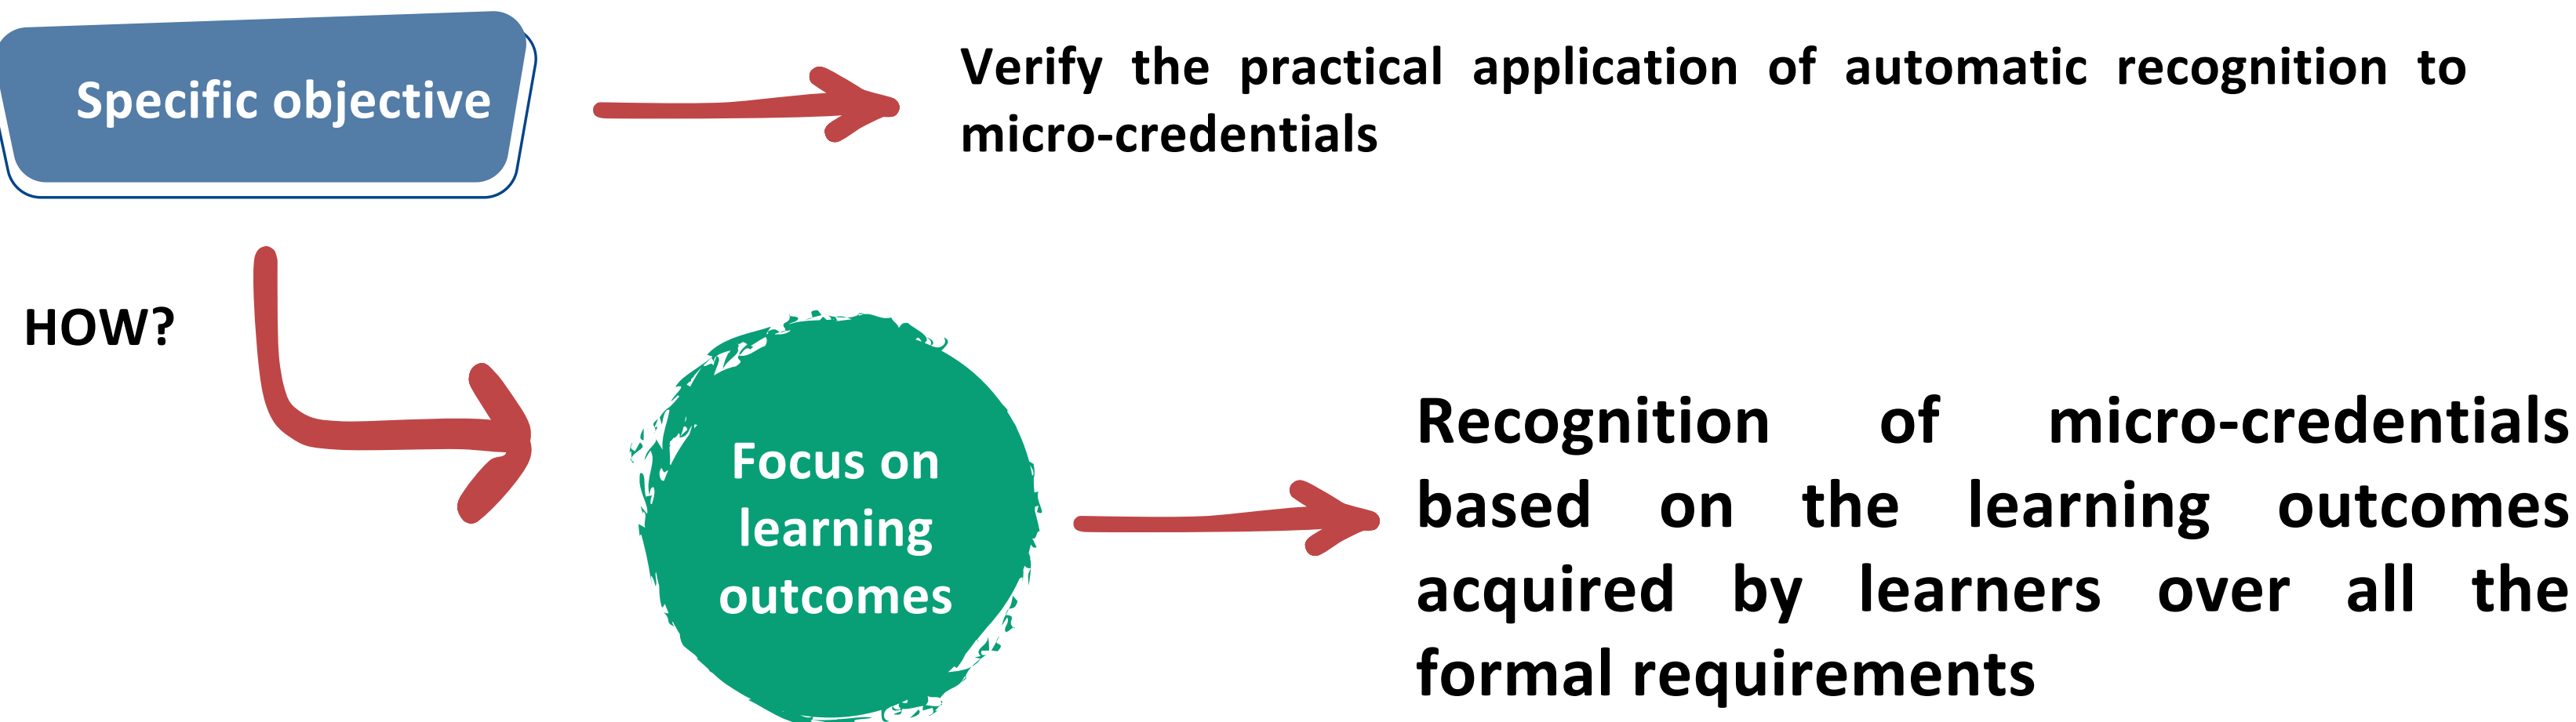 Specific objective
Verify the practical application of automatic recognition to
micro-credentials
HOW?
Focus on
learning
outcomes
Recognition of micro-credentials
based on the learning outcomes
acquired by learners over all the
formal requirements